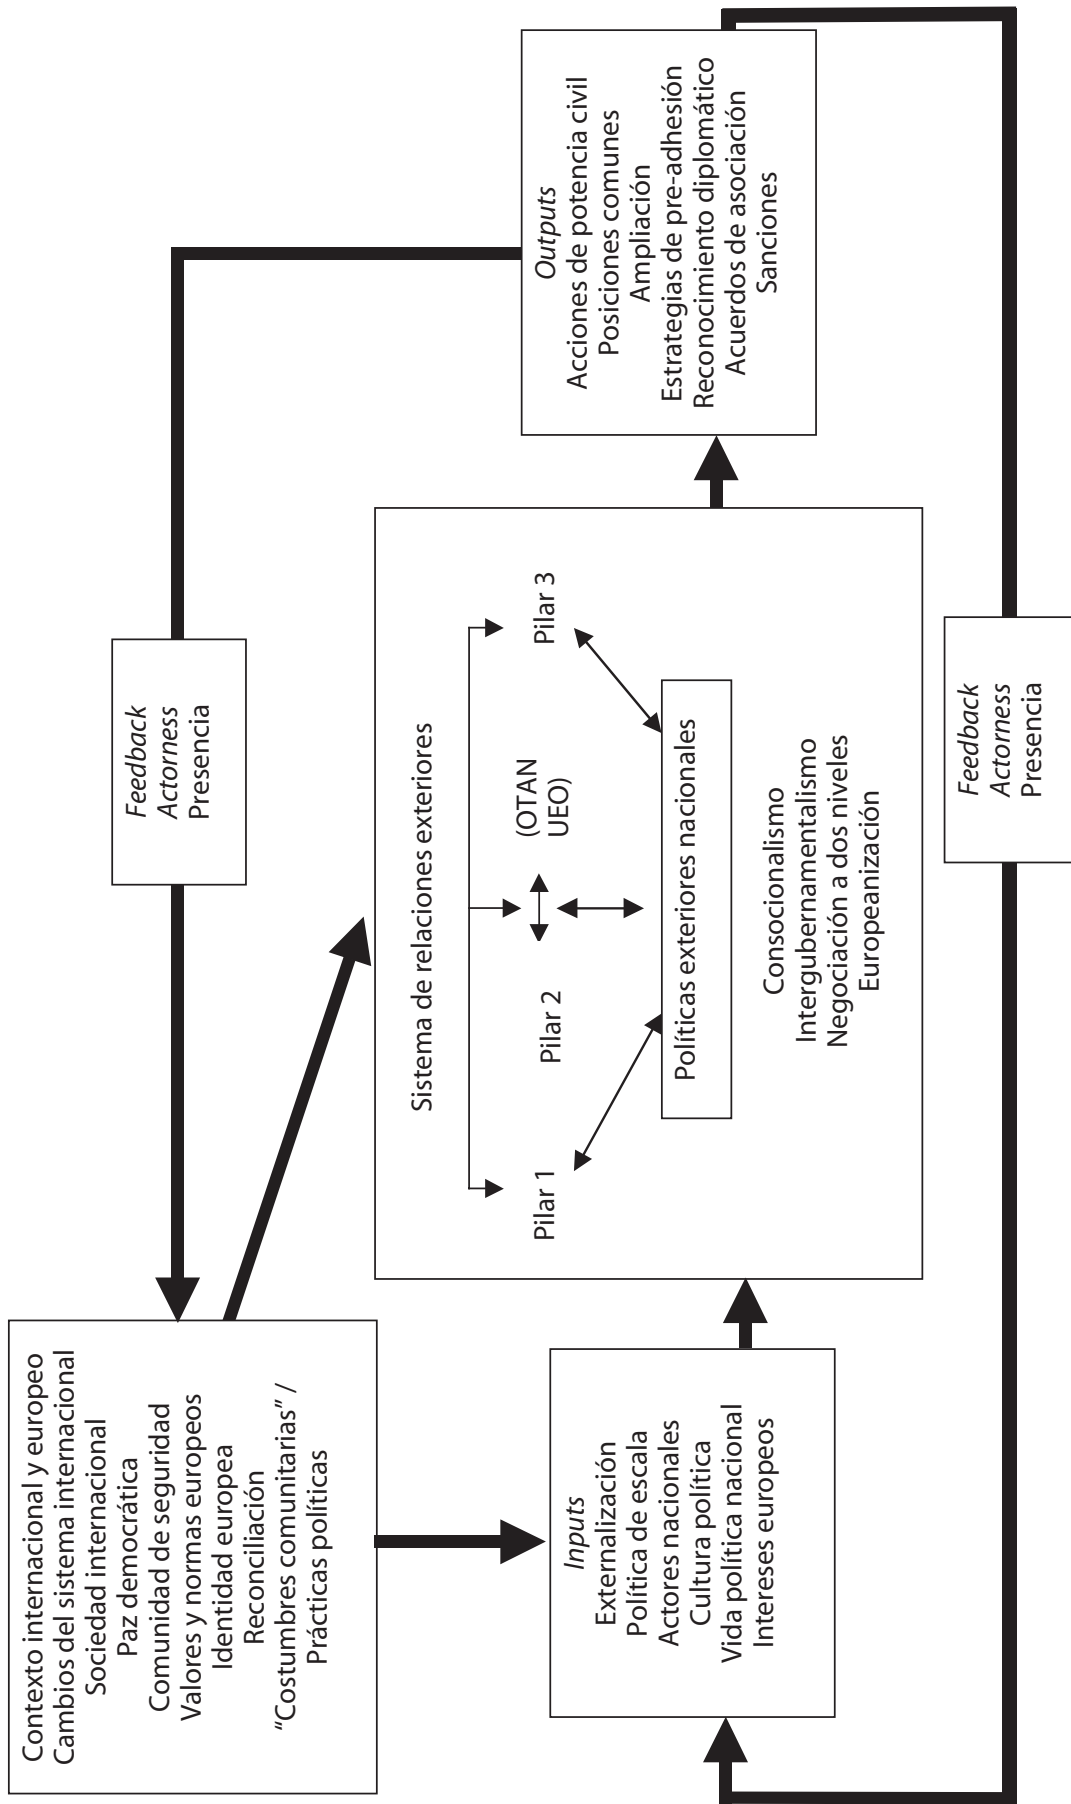 Contexto internacional y europeo
Cambios del sistema internacional
Sociedad internacional
Paz democrática
Comunidad de seguridad
Valores y normas europeos
Identidad europea
Reconciliación
“Costumbres comunitarias” /
Prácticas políticas
Feedback
Actorness
Presencia
Inputs
Externalización
Política de escala
Actores nacionales
Cultura política
Vida política nacional
Intereses europeos
Sistema de relaciones exteriores
Pilar 1
Pilar 2
(OTAN
UEO)
Pilar 3
Políticas exteriores nacionales
Consocionalismo
Intergubernamentalismo
Negociación a dos niveles
Europeanización
Outputs
Acciones de potencia civil
Posiciones comunes
Ampliación
Estrategias de pre-adhesión
Reconocimiento diplomático
Acuerdos de asociación
Sanciones
Feedback
Actorness
Presencia